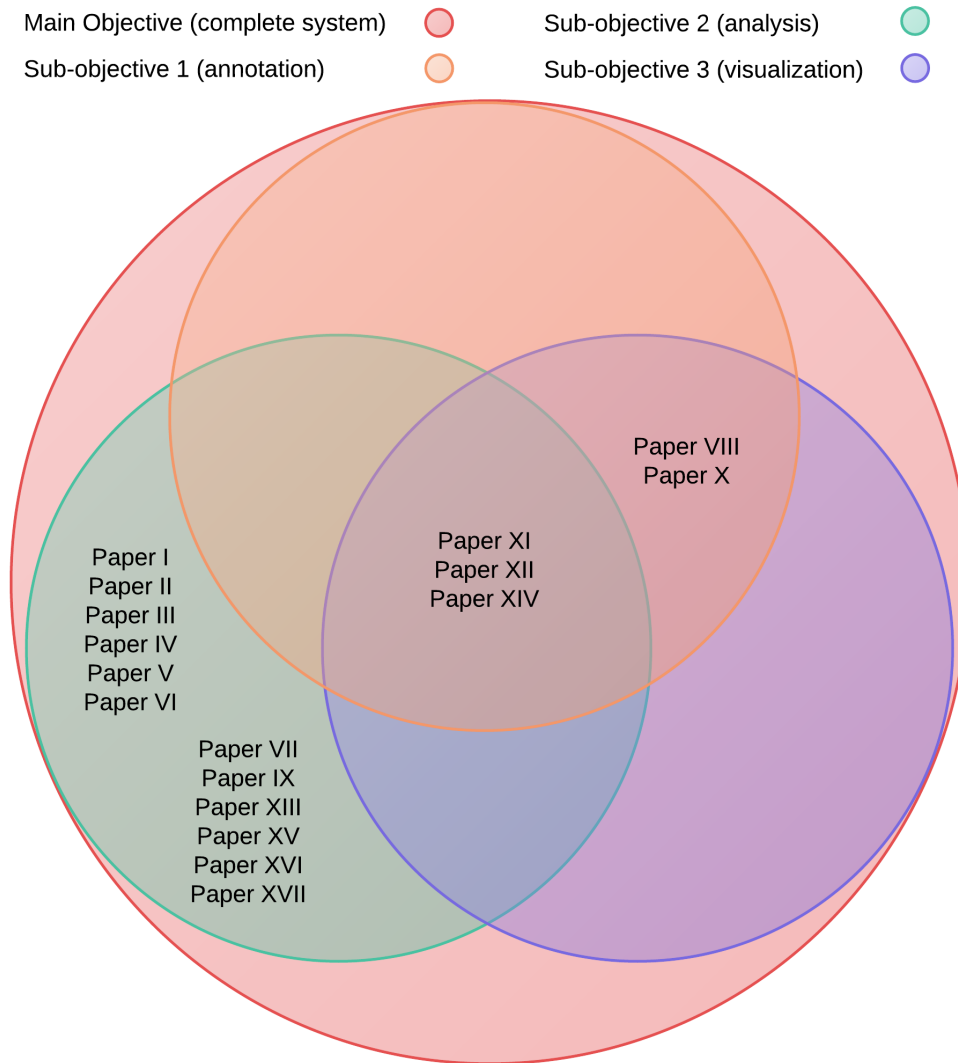 Main Objective (complete system)
Sub-objective 1 (annotation)
Sub-objective 2 (analysis)
Sub-objective 3 (visualization)
Paper VIII
Paper X
Paper XI
Paper XII
Paper XIV
Paper I
Paper II
Paper III
Paper IV
Paper V
Paper VI
Paper VII
Paper IX
Paper XIII
Paper XV
Paper XVI
Paper XVII